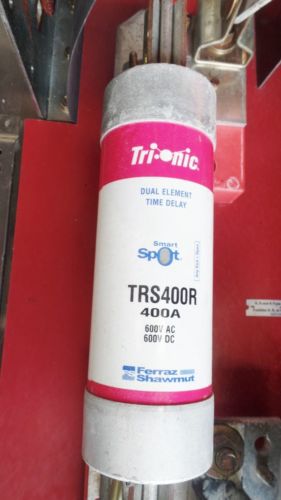 Tri-onic
DUAL ELEMENT
TIME DELAY
Smart
Spot
TRS400R
400A
600V AC
600V DC
Ferraz
Shawmut